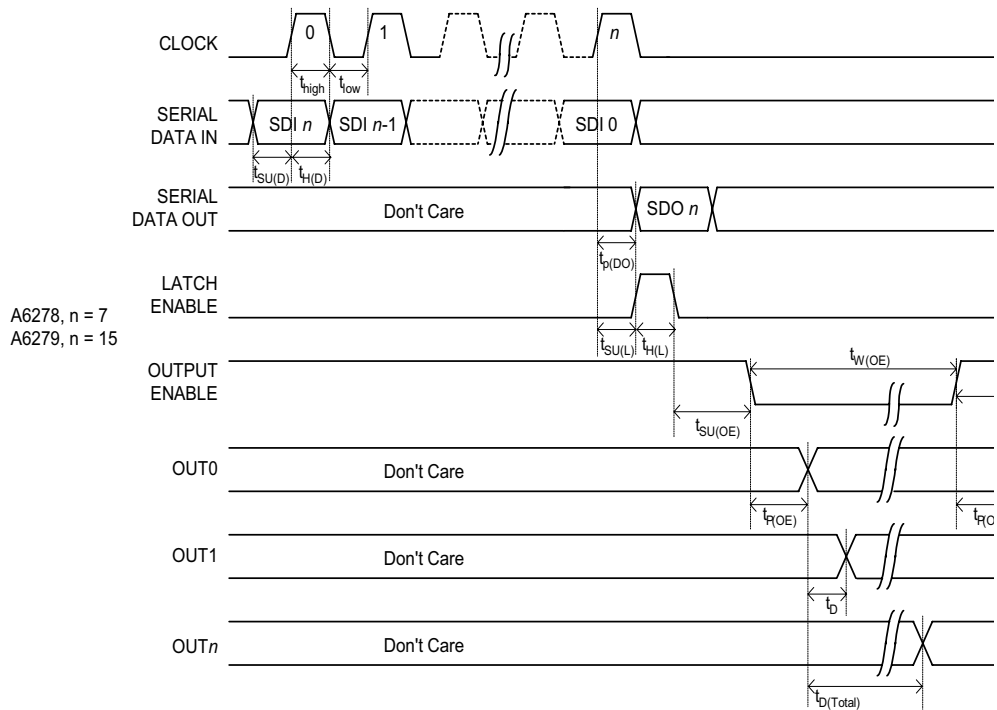 CLOCK
0
1
n
thigh
tlow
SERIAL
DATA IN
SDI n
SDI n-1
SDI 0
tSU(D)
tH(D)
SERIAL
DATA OUT
Don't Care
SDO n
tp(DO)
LATCH
ENABLE
A6278, n = 7
A6279, n = 15
tSU(L)
tH(L)
OUTPUT
ENABLE
tW(OE)
tSU(OE)
OUT0
Don't Care
tP(OE)
tP(O
OUT1
Don't Care
tD
OUTn
Don't Care
tD(Total)